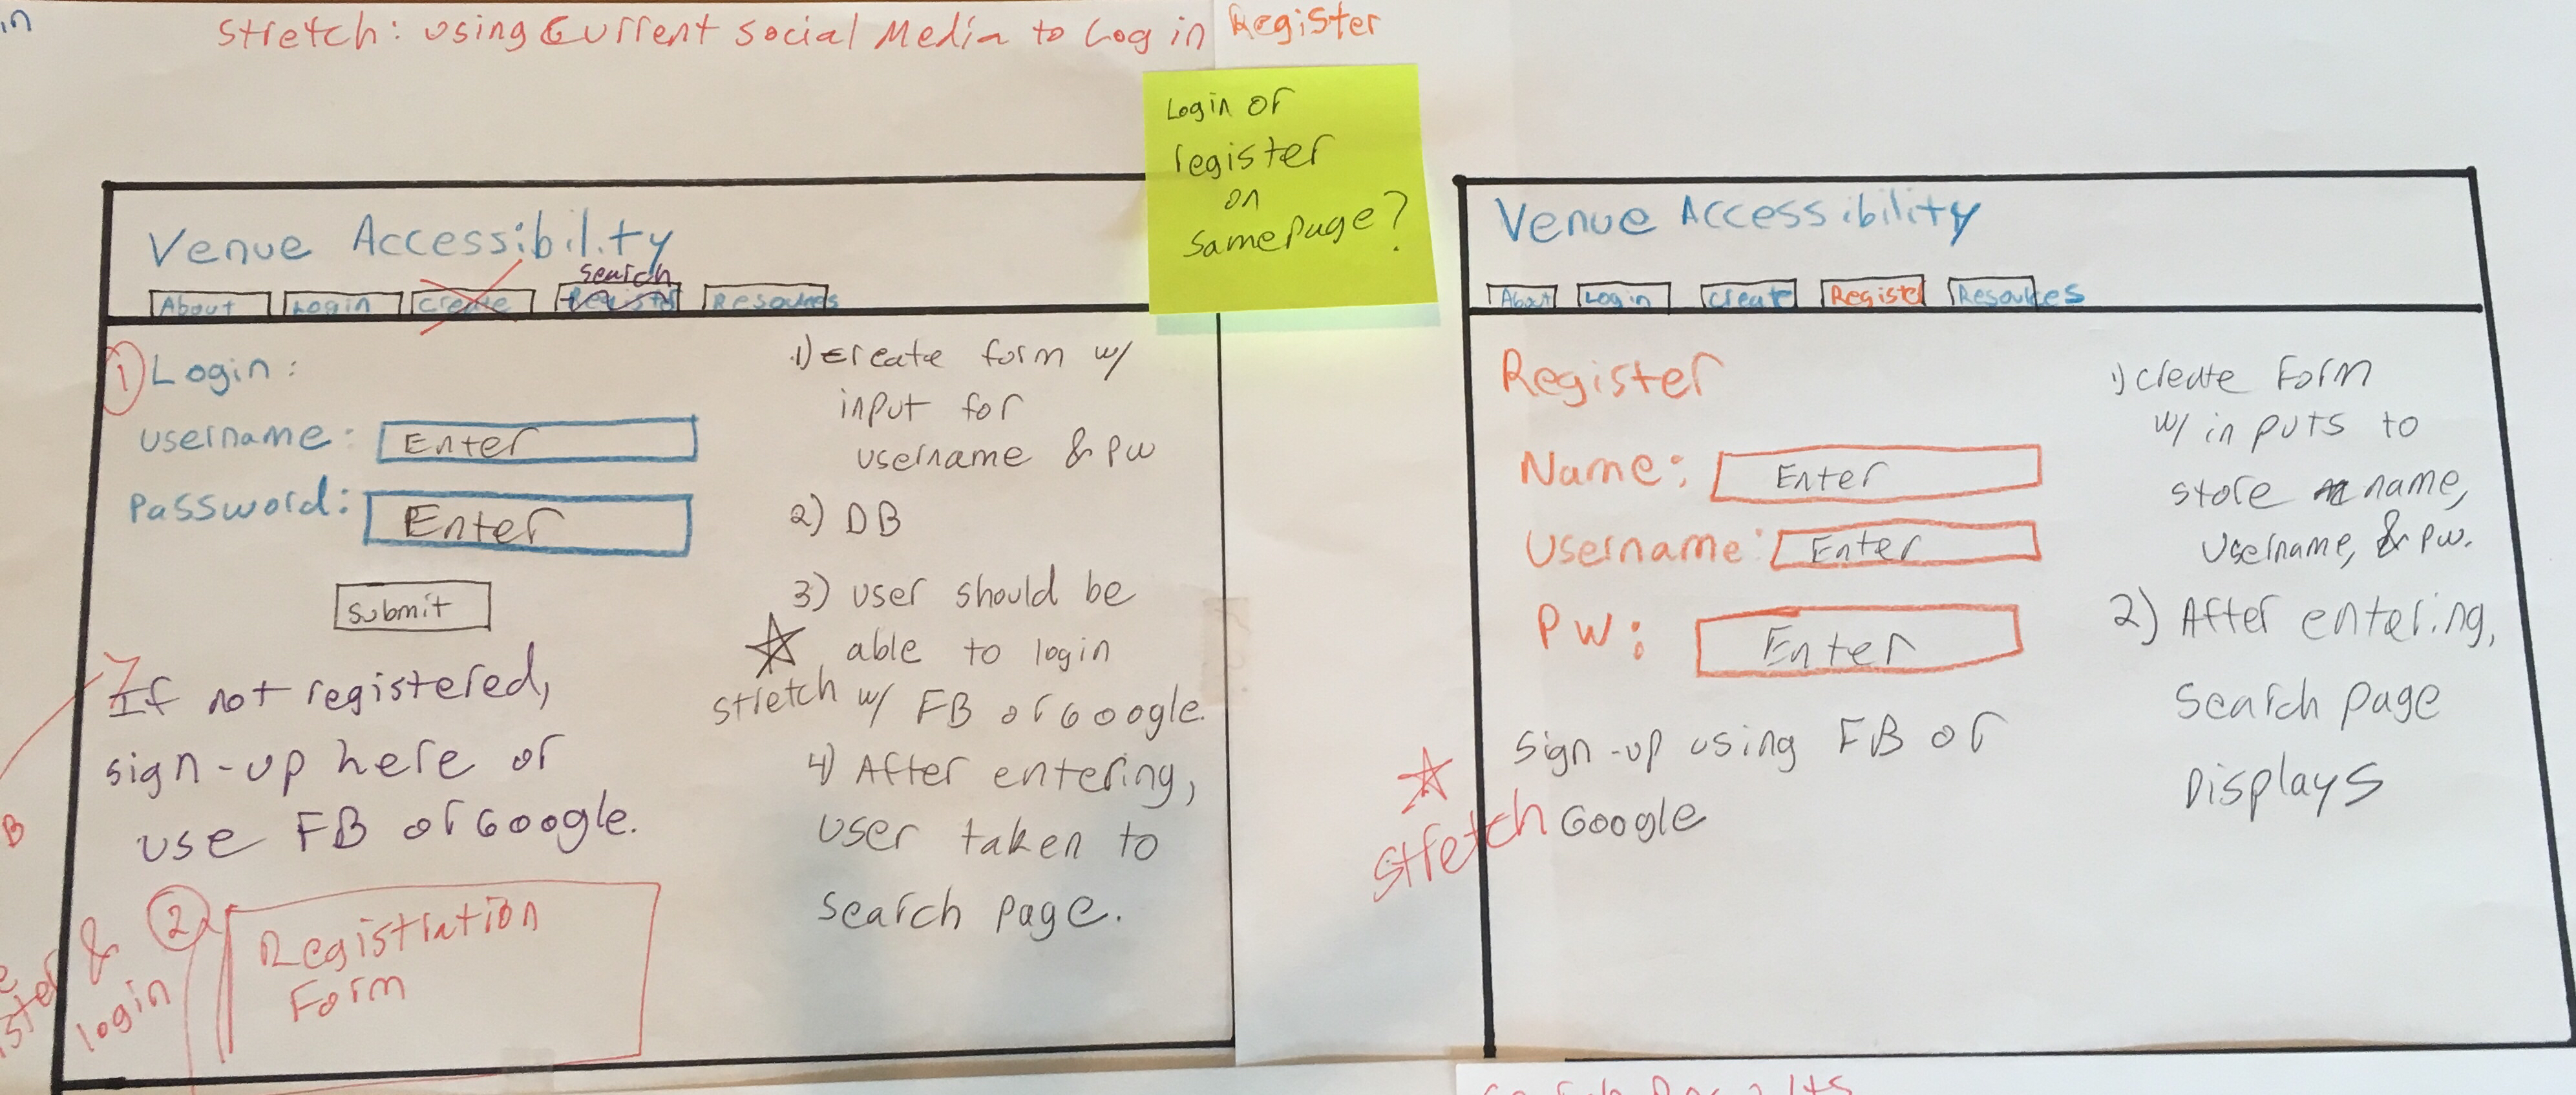 in
Stretch: Using Current Social Media to Log in
Register
Login or
register
on
same page?
Venue Accessibility
search
About Login Create Register Resources
1 Login:
username: Enter
Password: Enter
Submit
If not registered,
sign-up here or
use FB or Google.
B
2
Registration
Form
&
login
1) create form w/
input for
username & pw
2) DB
3) user should be
able to login
stretch w/ FB or Google.
4) After entering,
user taken to
search page.
Venue Accessibility
About Login Create Register Resources
Register
Name: Enter
Username: Enter
PW: Enter
sign-up using FB or
Google
stretch
1) create Form
w/ inputs to
store name,
username, & pw.
2) After entering,
search page
Displays